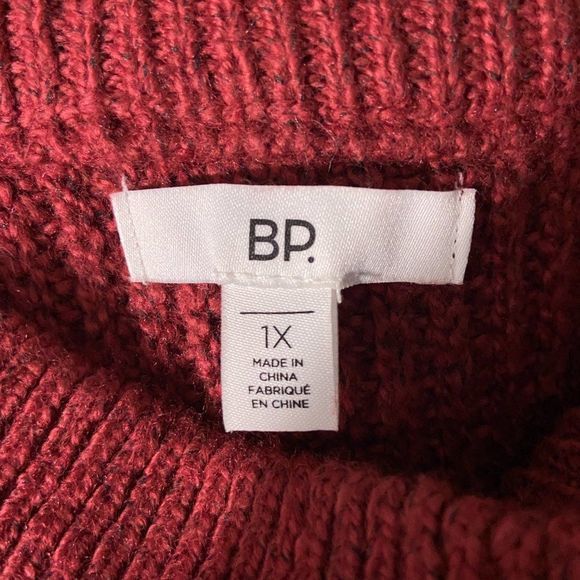 BP.
1X
MADE IN
CHINA
FABRIQUÉ
EN CHINE